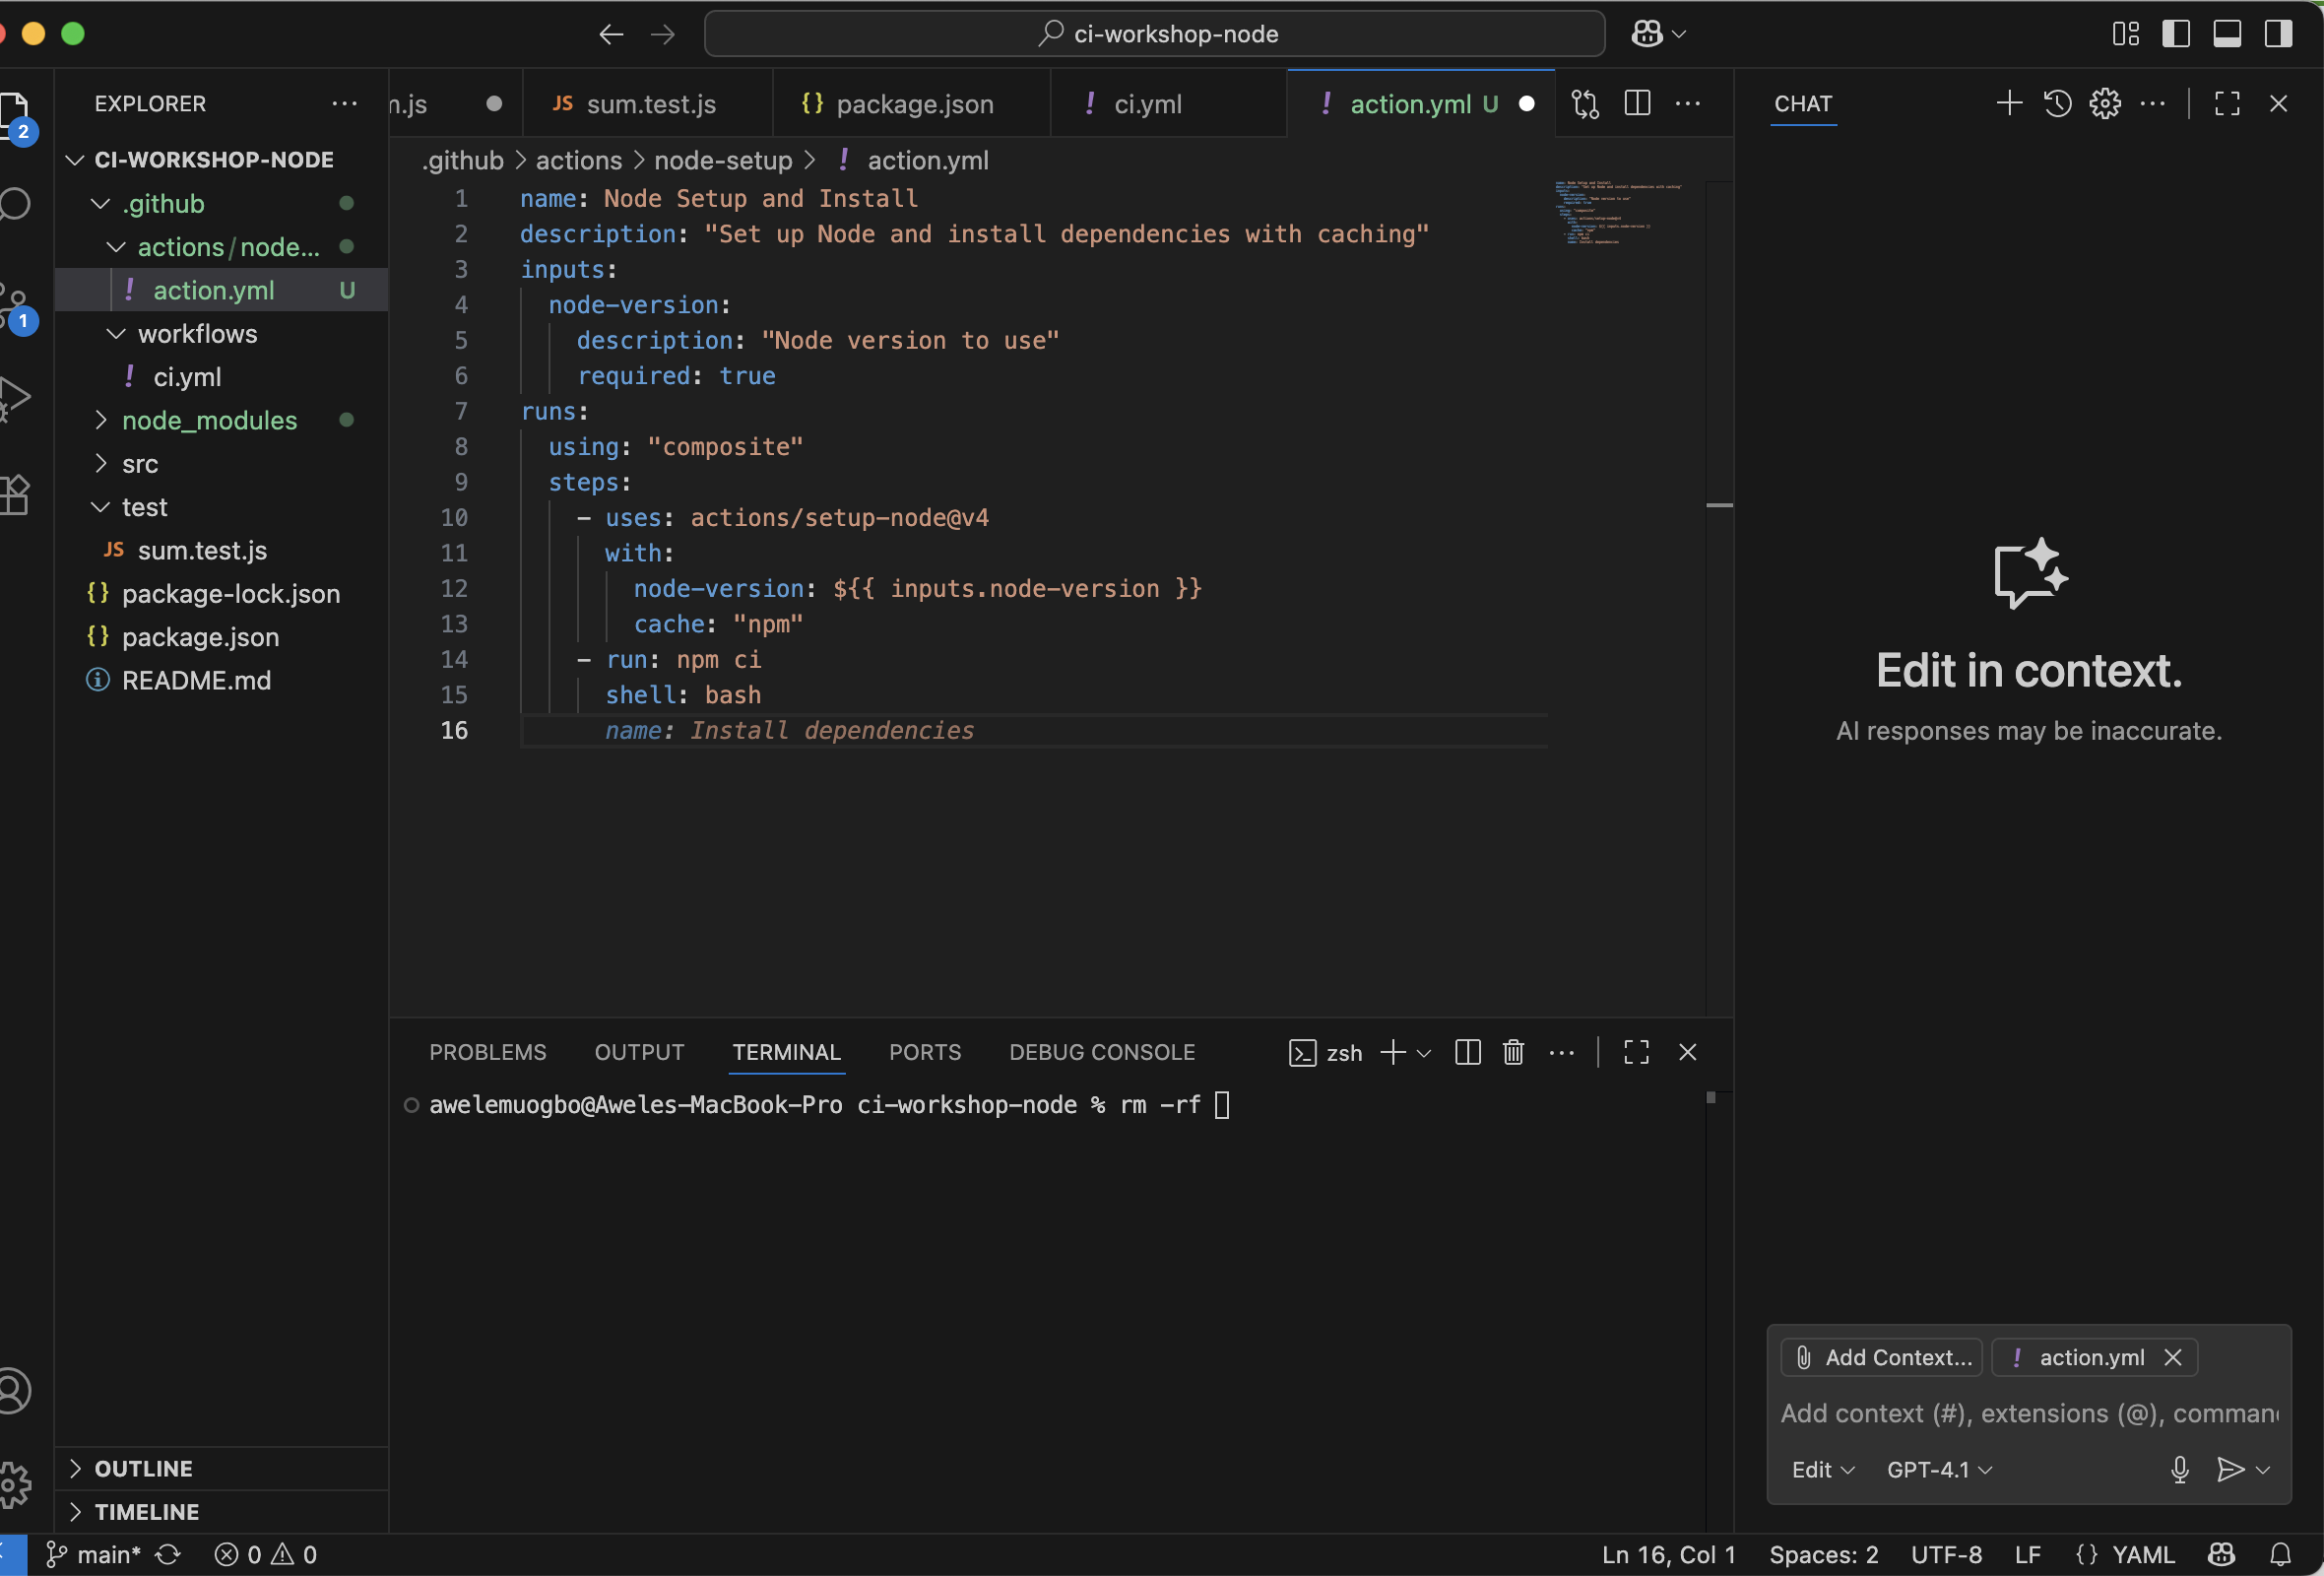 ci-workshop-node
EXPLORER
2
CI-WORKSHOP-NODE
.github
actions/node...
! action.yml U
1
workflows
! ci.yml
node_modules
src
test
JS sum.test.js
{} package-lock.json
{} package.json
README.md
OUTLINE
TIMELINE
.js
JS sum.test.js
{} package.json
! ci.yml
! action.yml U
.github > actions > node-setup > ! action.yml
1 name: Node Setup and Install
2 description: "Set up Node and install dependencies with caching"
3 inputs:
4 node-version:
5 description: "Node version to use"
6 required: true
7 runs:
8 using: "composite"
9 steps:
10 - uses: actions/setup-node@v4
11 with:
12 node-version: ${{ inputs.node-version }}
13 cache: "npm"
14 - run: npm ci
15 shell: bash
16 name: Install dependencies
PROBLEMS OUTPUT TERMINAL PORTS DEBUG CONSOLE zsh
awelemuogbo@Aweles-MacBook-Pro ci-workshop-node % rm -rf
CHAT
Edit in context.
AI responses may be inaccurate.
Add Context... ! action.yml
Add context (#), extensions (@), comman
Edit GPT-4.1
main* 0 0 Ln 16, Col 1 Spaces: 2 UTF-8 LF {} YAML